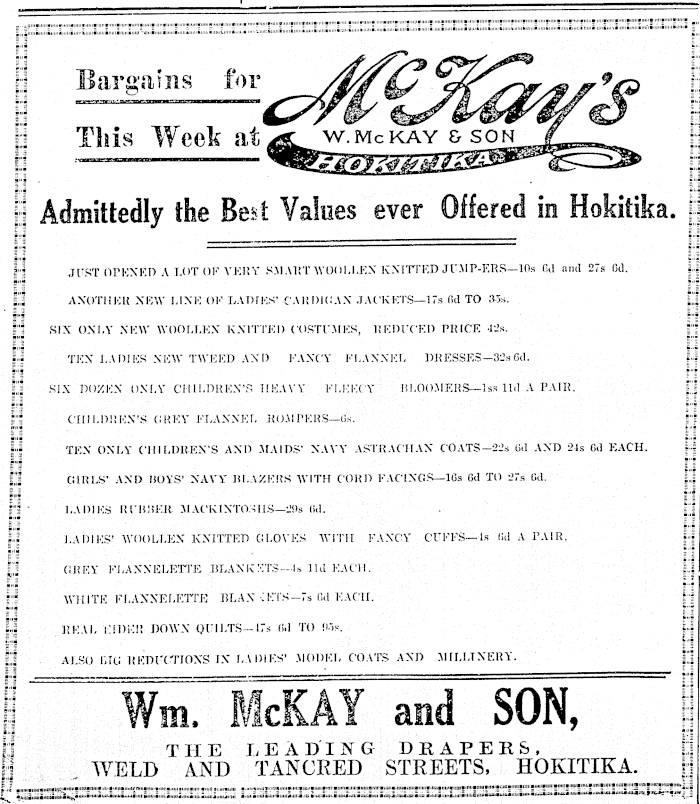 Bargains for
This Week at
McKay's
W. McKAY & SON
HOKITIKA
Admittedly the Best Values ever Offered in Hokitika.
JUST OPENED A LOT OF VERY SMART WOOLLEN KNITTED JUMP-ERS—10s 6d and 27s 6d.
ANOTHER NEW LINE OF LADIES' CARDIGAN JACKETS—17s 6d TO 35s.
SIX ONLY NEW WOOLLEN KNITTED COSTUMES, REDUCED PRICE 42s.
TEN LADIES NEW TWEED AND FANCY FLANNEL DRESSES—32s 6d.
SIX DOZEN ONLY CHILDREN'S HEAVY FLEECY BLOOMERS—1ss 11d A PAIR.
CHILDREN'S GREY FLANNEL ROMPERS—6s.
TEN ONLY CHILDREN'S AND MAIDS' NAVY ASTRACHAN COATS—22s 6d AND 24s 6d EACH.
GIRLS' AND BOYS' NAVY BLAZERS WITH CORD FACINGS—16s 6d TO 27s 6d.
LADIES RUBBER MACKINTOSHS—29s 6d.
LADIES' WOOLLEN KNITTED GLOVES WITH FANCY CUFFS—4s 6d A PAIR.
GREY FLANNELETTE BLANKETS—4s 11d EACH.
WHITE FLANNELETTE BLANKETS—7s 6d EACH.
REAL EIDER DOWN QUILTS—47s 6d TO 95s.
ALSO BIG REDUCTIONS IN LADIES' MODEL COATS AND MILLINERY.
Wm. McKAY and SON,
THE LEADING DRAPERS,
WELD AND TANCRED STREETS, HOKITIKA.